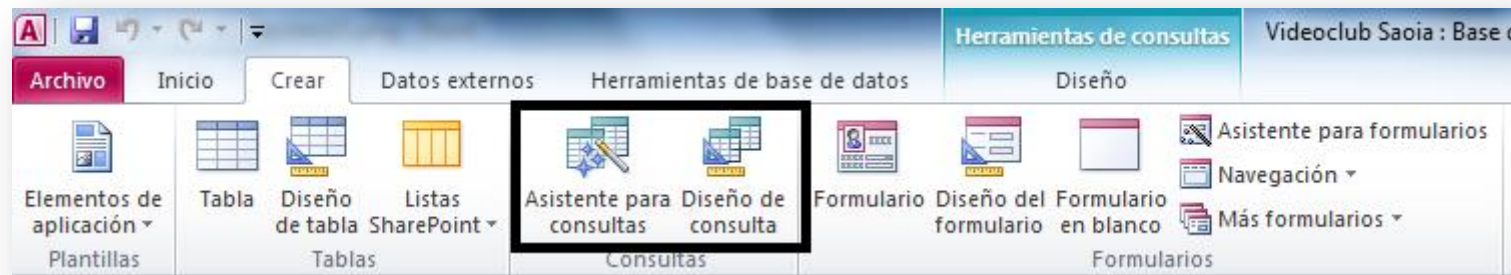 A
Herramientas de consultas
Videoclub Saoia : Base
Archivo
Inicio
Crear
Datos externos
Herramientas de base de datos
Diseño
Elementos de
aplicación
Tabla
Diseño
de tabla
Listas
SharePoint
Asistente para
consultas
Diseño de
consulta
Formulario
Diseño del
formulario
Formulario
en blanco
Asistente para formularios
Navegación
Más formularios
Plantillas
Tablas
Consultas
Formularios